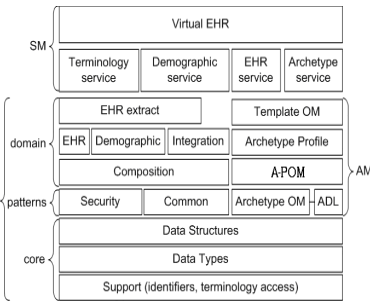 Virtual EHR
SM
Terminology service
Demographic service
EHR service
Archetype service
EHR extract
Template OM
domain
EHR
Demographic
Integration
Archetype Profile
Composition
A-POM
AM
patterns
Security
Common
Archetype OM
ADL
Data Structures
core
Data Types
Support (identifiers, terminology access)